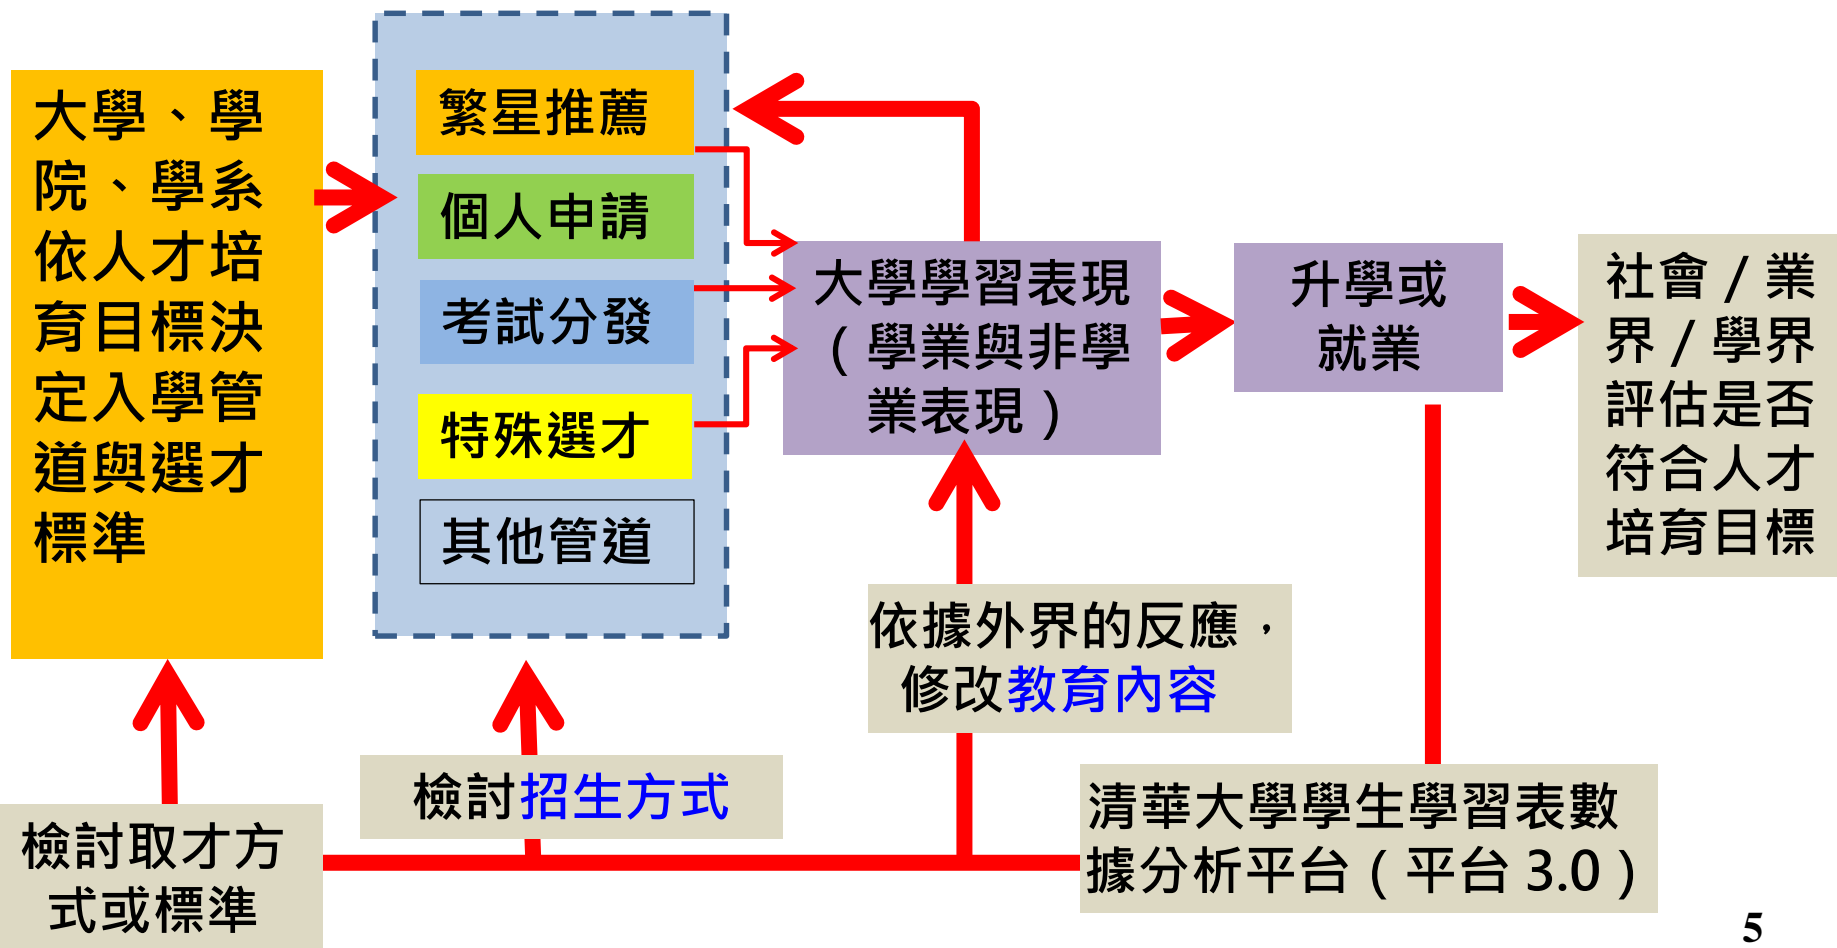 大學、學
院、學系
依人才培
育目標決
定入學管
道與選才
標準
繁星推薦
個人申請
考試分發
特殊選才
其他管道
大學學習表現
（學業與非學
業表現）
升學或
就業
社會/業
界/學界
評估是否
符合人才
培育目標
依據外界的反應，
修改教育內容
檢討招生方式
檢討取才方
式或標準
清華大學學生學習表數
據分析平台（平台3.0）
5